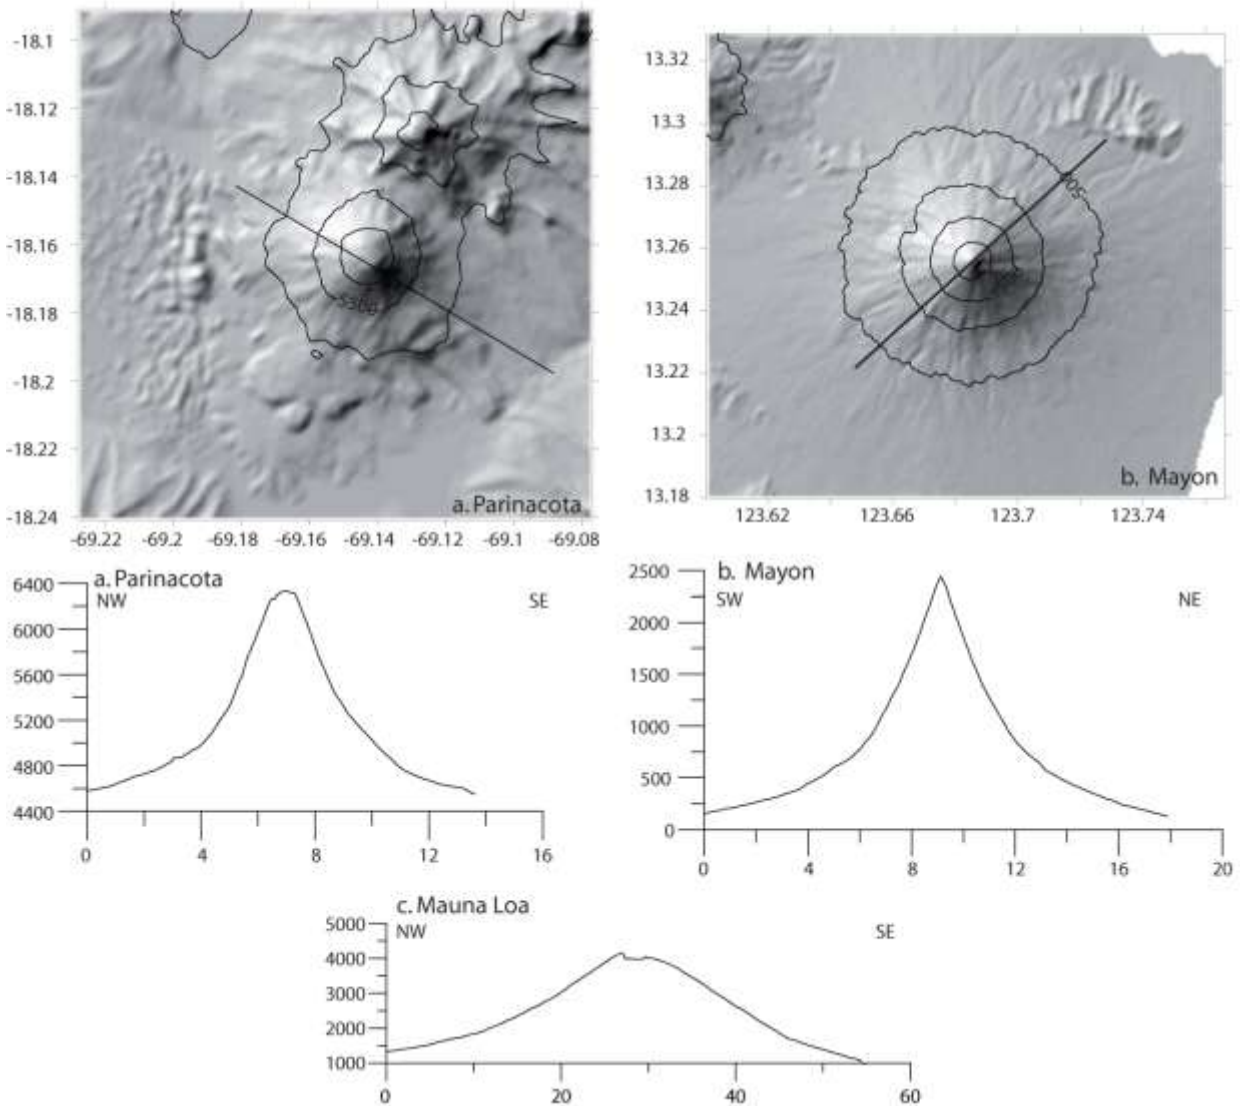 -18.1
-18.12
-18.14
-18.16
-18.18
-18.2
-18.22
-18.24
5500
a. Parinacota
-69.22 -69.2 -69.18 -69.16 -69.14 -69.12 -69.1 -69.08
13.32
13.3
13.28
13.26
13.24
13.22
13.2
13.18
b. Mayon
123.62 123.66 123.7 123.74
a. Parinacota
NW SE
6400
6000
5600
5200
4800
4400
0 4 8 12 16
b. Mayon
SW NE
2500
2000
1500
1000
500
0
0 4 8 12 16 20
c. Mauna Loa
NW SE
5000
4000
3000
2000
1000
0 20 40 60